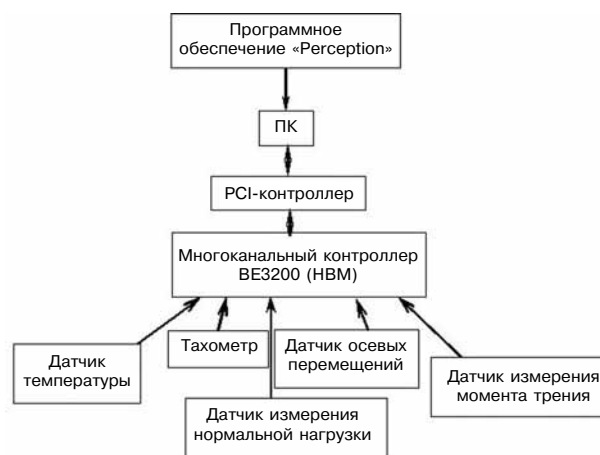 Программное
обеспечение «Perception»
ПК
PCI-контроллер
Многоканальный контроллер
BE3200 (HBM)
Датчик
температуры
Тахометр
Датчик осевых
перемещений
Датчик измерения
момента трения
Датчик измерения
нормальной нагрузки